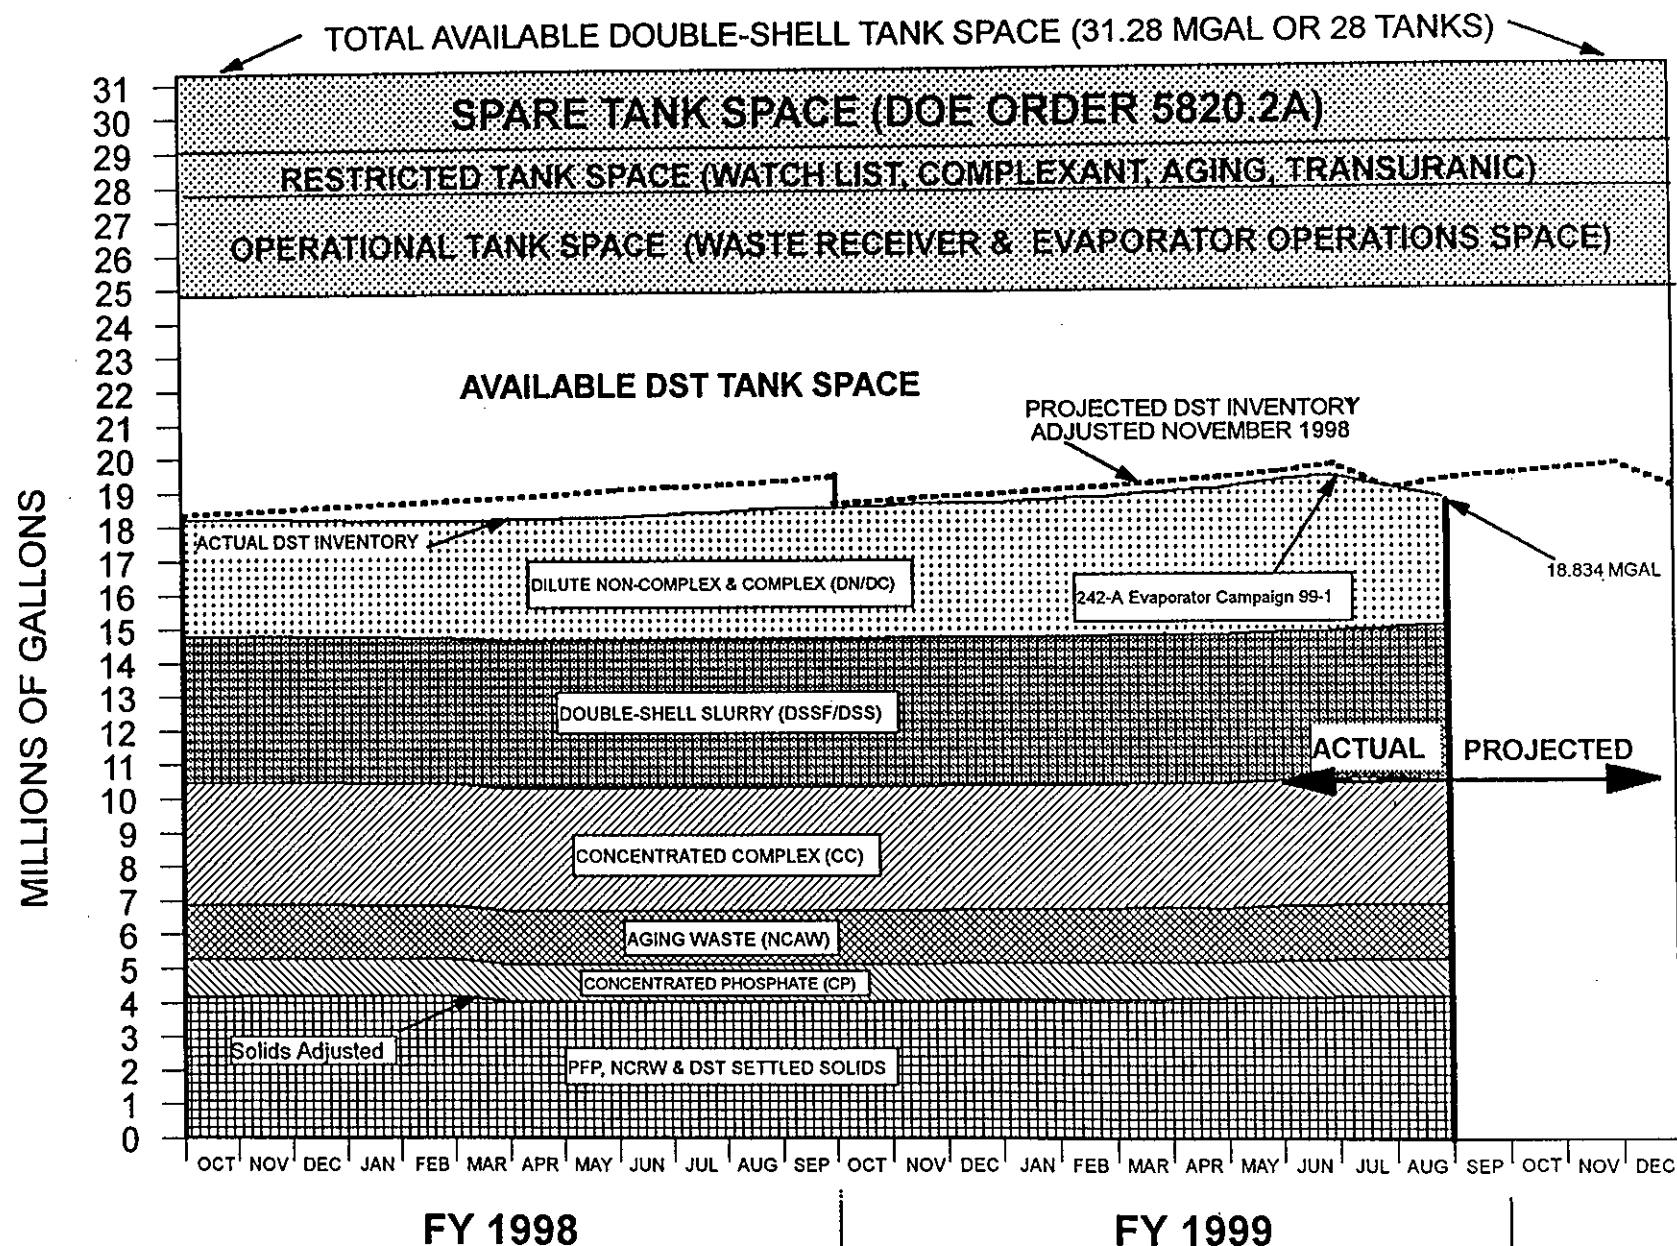 TOTAL AVAILABLE DOUBLE-SHELL TANK SPACE (31.28 MGAL OR 28 TANKS)
SPARE TANK SPACE (DOE ORDER 5820.2A)
RESTRICTED TANK SPACE (WATCH LIST, COMPLEXANT, AGING, TRANSURANIC)
OPERATIONAL TANK SPACE (WASTE RECEIVER & EVAPORATOR OPERATIONS SPACE)
AVAILABLE DST TANK SPACE
PROJECTED DST INVENTORY
ADJUSTED NOVEMBER 1998
ACTUAL DST INVENTORY
18.834 MGAL
DILUTE NON-COMPLEX & COMPLEX (DN/DC)
242-A Evaporator Campaign 99-1
DOUBLE-SHELL SLURRY (DSSF/DSS)
ACTUAL
PROJECTED
CONCENTRATED COMPLEX (CC)
AGING WASTE (NCAW)
CONCENTRATED PHOSPHATE (CP)
Solids Adjusted
PFP, NCRW & DST SETTLED SOLIDS
MILLIONS OF GALLONS
31
30
29
28
27
26
25
24
23
22
21
20
19
18
17
16
15
14
13
12
11
10
9
8
7
6
5
4
3
2
1
0
OCT NOV DEC JAN FEB MAR APR MAY JUN JUL AUG SEP OCT NOV DEC JAN FEB MAR APR MAY JUN JUL AUG SEP OCT NOV DEC
FY 1998
FY 1999